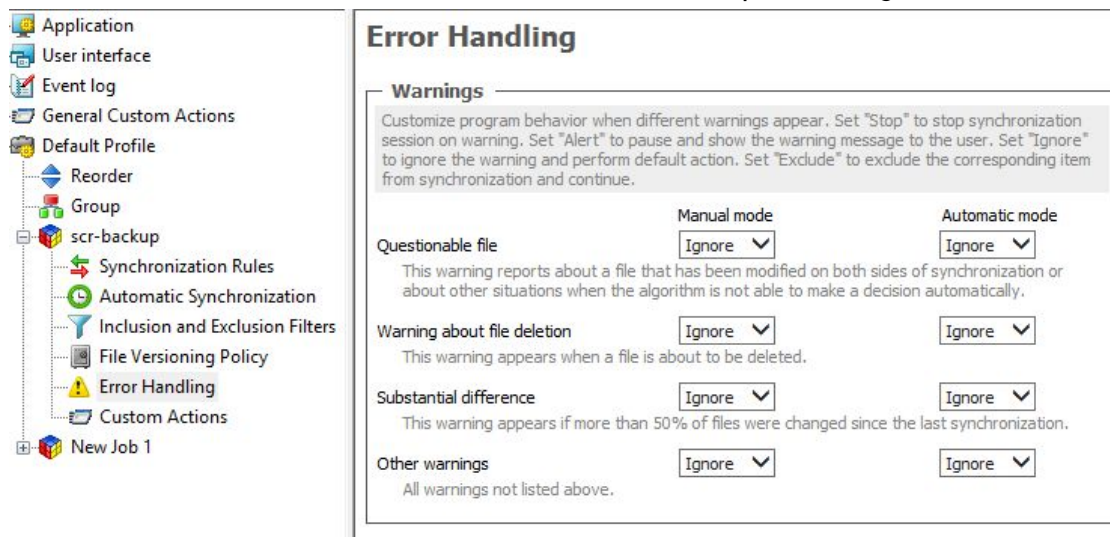 Application
User interface
Event log
General Custom Actions
Default Profile
Reorder
Group
scr-backup
Synchronization Rules
Automatic Synchronization
Inclusion and Exclusion Filters
File Versioning Policy
Error Handling
Custom Actions
New Job 1
Error Handling
Warnings
Customize program behavior when different warnings appear. Set "Stop" to stop synchronization
session on warning. Set "Alert" to pause and show the warning message to the user. Set "Ignore"
to ignore the warning and perform default action. Set "Exclude" to exclude the corresponding item
from synchronization and continue.
Manual mode Automatic mode
Questionable file Ignore Ignore
This warning reports about a file that has been modified on both sides of synchronization or
about other situations when the algorithm is not able to make a decision automatically.
Warning about file deletion Ignore Ignore
This warning appears when a file is about to be deleted.
Substantial difference Ignore Ignore
This warning appears if more than 50% of files were changed since the last synchronization.
Other warnings Ignore Ignore
All warnings not listed above.